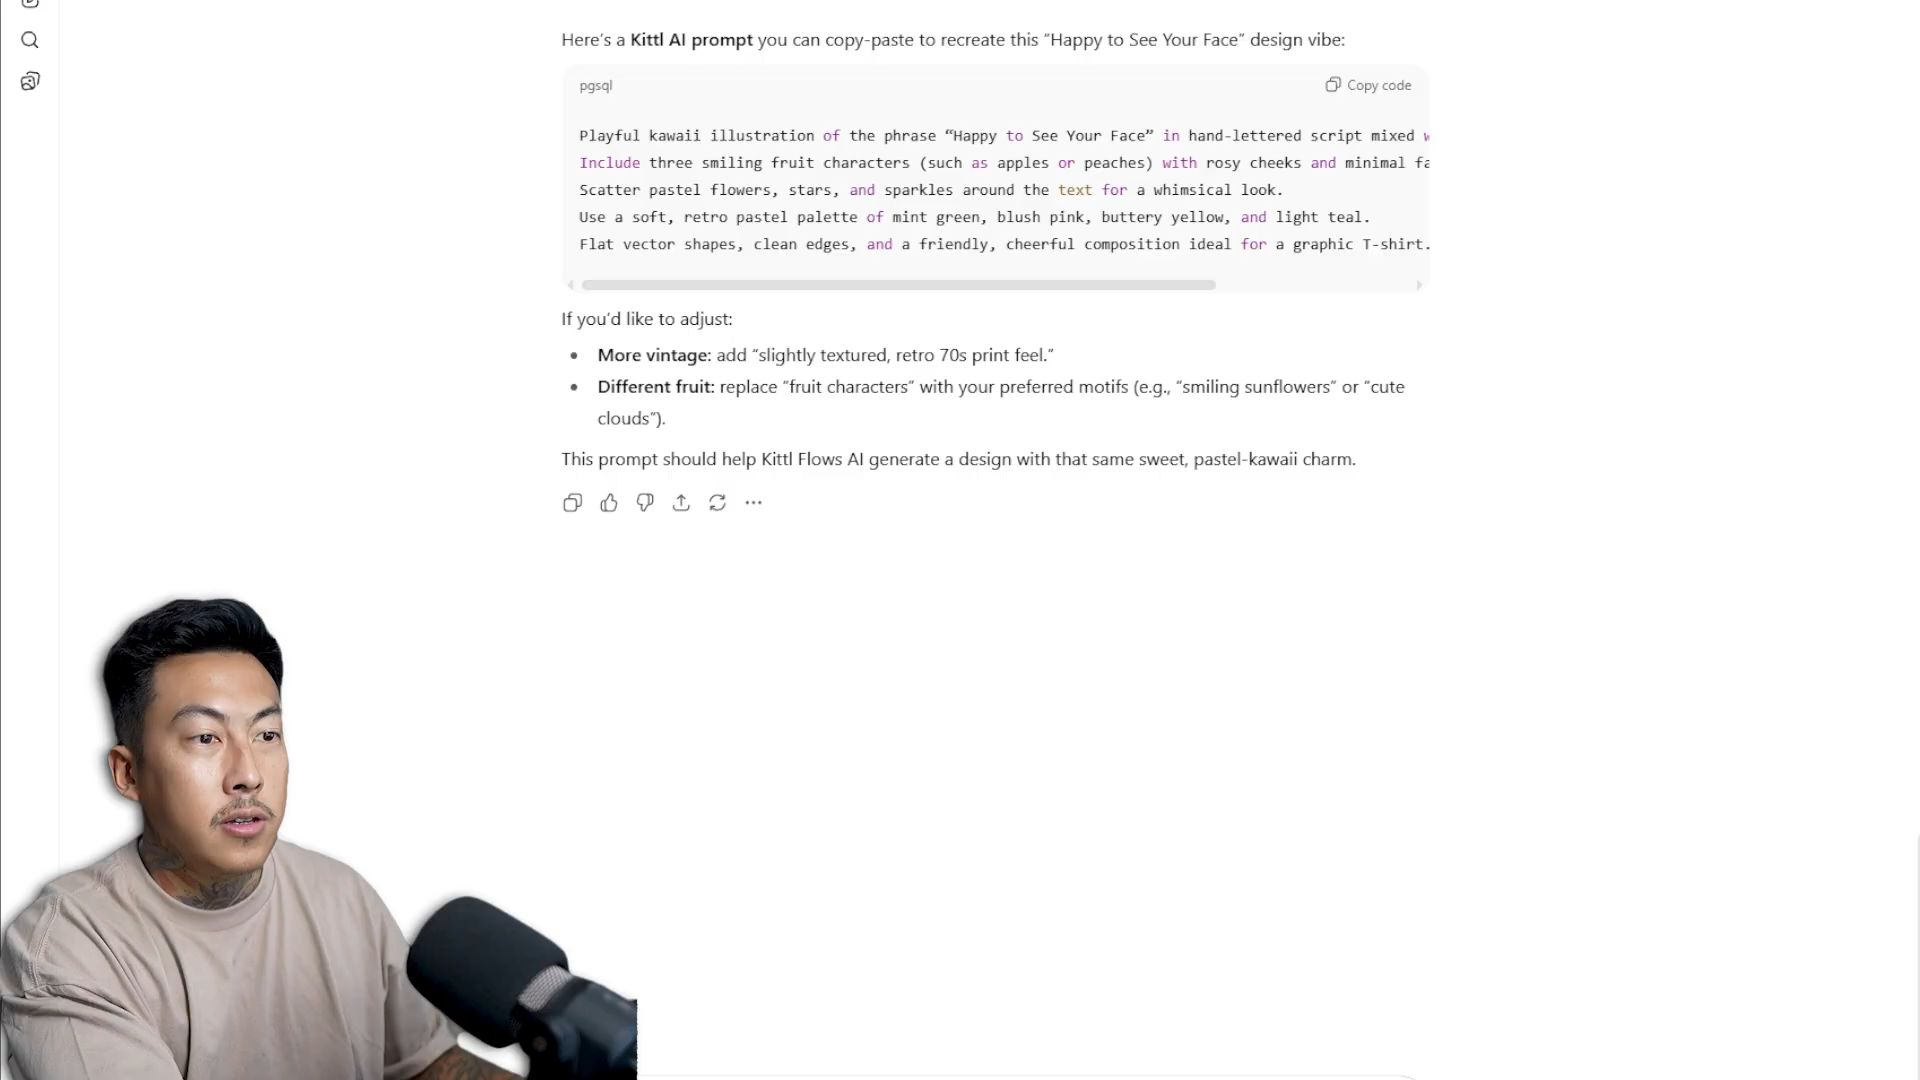 Here's a Kittl AI prompt you can copy-paste to recreate this “Happy to See Your Face” design vibe:
pgsql
Copy code
Playful kawaii illustration of the phrase “Happy to See Your Face” in hand-lettered script mixed
Include three smiling fruit characters (such as apples or peaches) with rosy cheeks and minimal
Scatter pastel flowers, stars, and sparkles around the text for a whimsical look.
Use a soft, retro pastel palette of mint green, blush pink, buttery yellow, and light teal.
Flat vector shapes, clean edges, and a friendly, cheerful composition ideal for a graphic T-shirt.
If you'd like to adjust:
• More vintage: add “slightly textured, retro 70s print feel.”
• Different fruit: replace “fruit characters” with your preferred motifs (e.g., “smiling sunflowers” or “cute
clouds”).
This prompt should help Kittl Flows AI generate a design with that same sweet, pastel-kawaii charm.